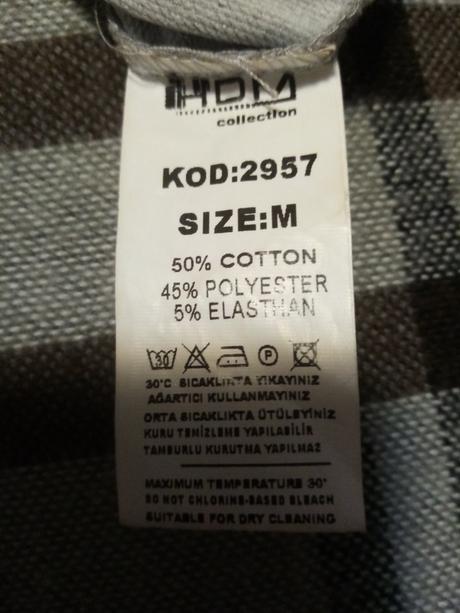 HDM
collection
KOD:2957
SIZE:M
50% COTTON
45% POLYESTER
5% ELASTHAN
30
P
30°C SICAKLIKTA YIKAYINIZ
AĞARTICI KULLANMAYINIZ
ORTA SICAKLIKTA ÜTÜLEYİNİZ
KURU TEMİZLEME YAPILABİLİR
TAMBURLU KURUTMA YAPILMAZ
MAXIMUM TEMPERATURE 30°
DO NOT CHLORINE-BASED BLEACH
SUITABLE FOR DRY CLEANING